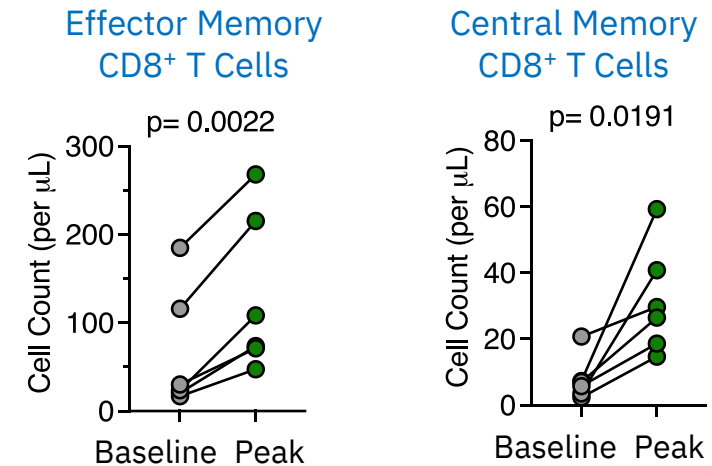 Effector Memory
CD8⁺ T Cells
p= 0.0022
Cell Count (per μL)
300
200
100
0
Baseline Peak
Central Memory
CD8⁺ T Cells
p= 0.0191
Cell Count (per μL)
80
60
40
20
0
Baseline Peak